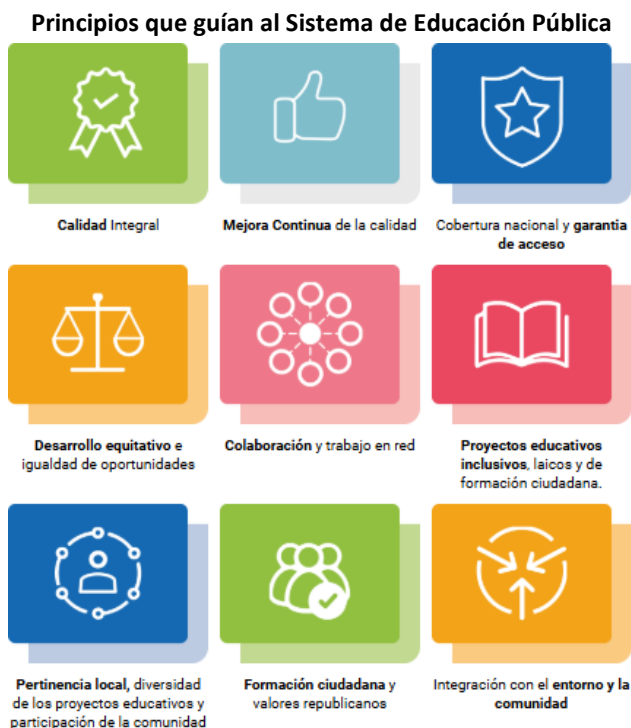 Principios que guían al Sistema de Educación Pública
Calidad Integral
Mejora Continua de la calidad
Cobertura nacional y garantia
de acceso
Desarrollo equitativo e
igualdad de oportunidades
Colaboración y trabajo en red
Proyectos educativos
inclusivos, laicos y de
formación ciudadana.
Pertinencia local, diversidad
de los proyectos educativos y
participación de la comunidad
Formación ciudadana y
valores republicanos
Integración con el entorno y la
comunidad